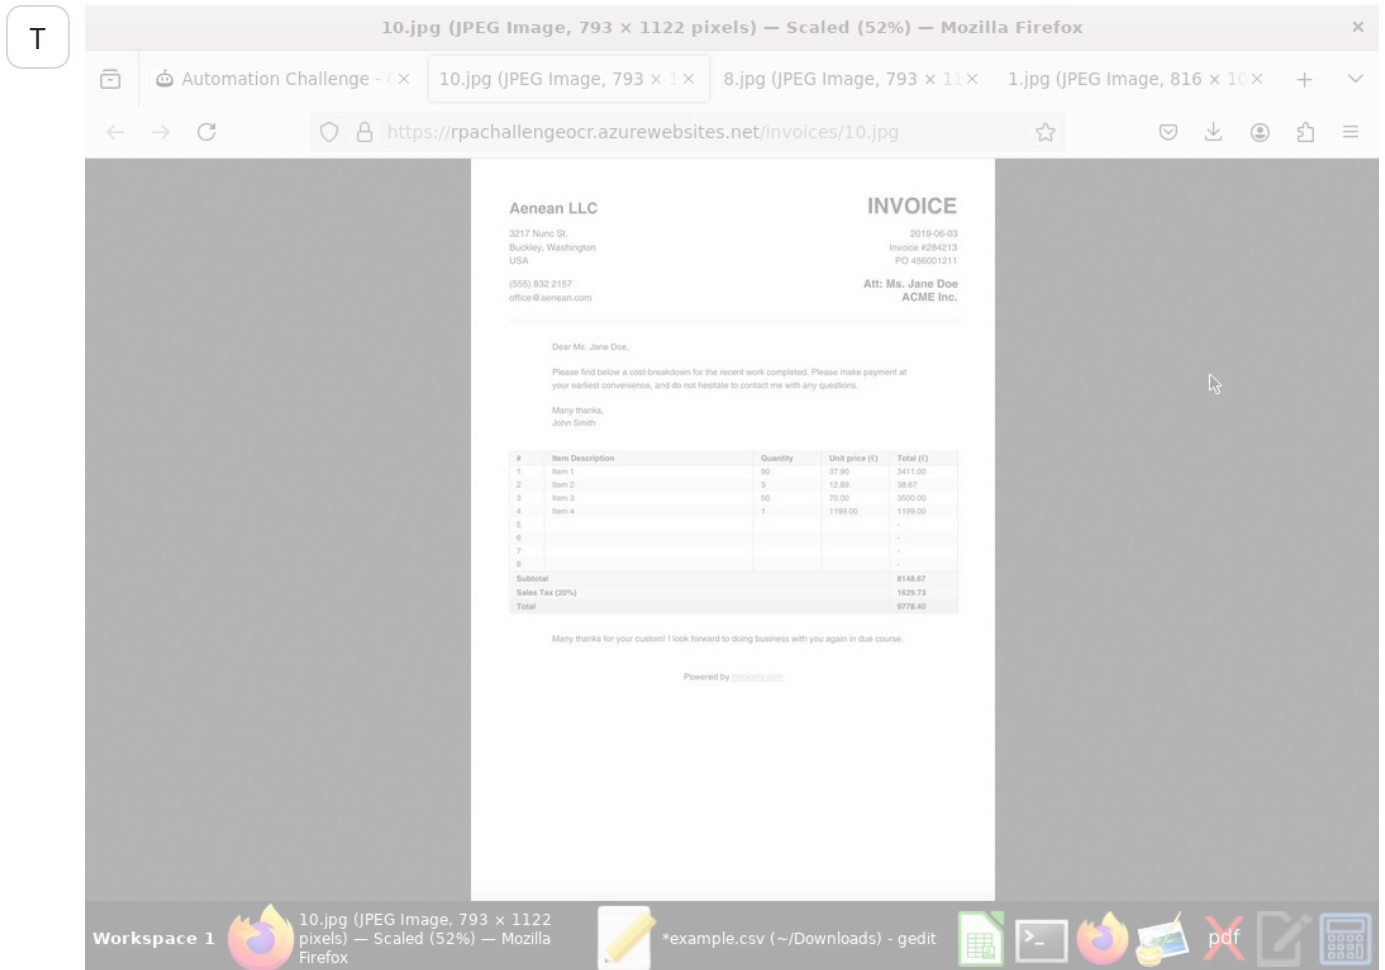 T
10.jpg (JPEG Image, 793 × 1122 pixels) — Scaled (52%) — Mozilla Firefox
Automation Challenge -
10.jpg (JPEG Image, 793 × 1
8.jpg (JPEG Image, 793 × 11
1.jpg (JPEG Image, 816 × 10
https://rpachallengeocr.azurewebsites.net/invoices/10.jpg
Aenean LLC
INVOICE
3217 Nunc St.
2019-06-03
Buckley, Washington
Invoice #284213
USA
PO 456001211
(555) 832 2157
Att: Ms. Jane Doe
office@aenean.com
ACME Inc.
Dear Ms. Jane Doe,
Please find below a cost-breakdown for the recent work completed. Please make payment at
your earliest convenience, and do not hesitate to contact me with any questions.
Many thanks,
John Smith
# Item Description Quantity Unit price (€) Total (€)
1 Item 1 90 37.90 3411.00
2 Item 2 3 12.89 38.67
3 Item 3 50 70.00 3500.00
4 Item 4 1 1199.00 1199.00
5 -
6 -
7 -
8 -
Subtotal 8148.67
Sales Tax (20%) 1629.73
Total 9778.40
Many thanks for your custom! I look forward to doing business with you again in due course.
Powered by invoicely.com
Workspace 1
10.jpg (JPEG Image, 793 × 1122
pixels) — Scaled (52%) — Mozilla
Firefox
*example.csv (~/Downloads) - gedit
pdf